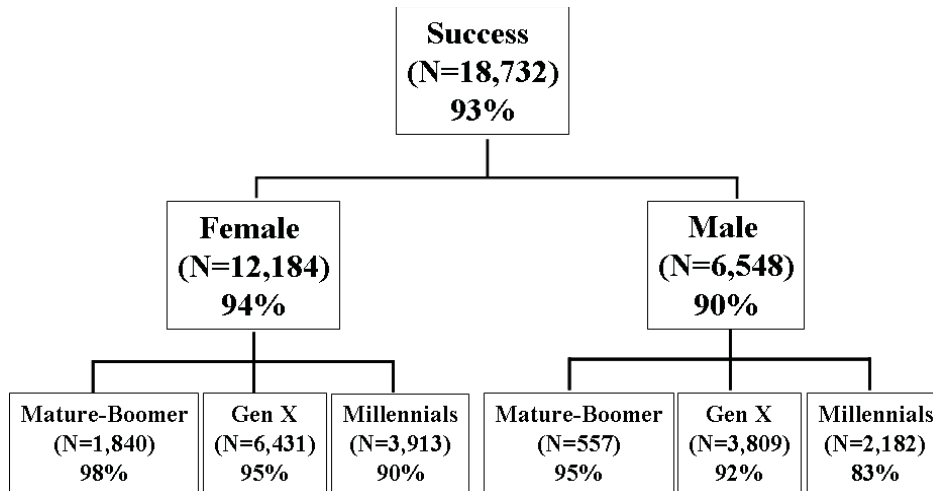 Success
(N=18,732)
93%
Female
(N=12,184)
94%
Male
(N=6,548)
90%
Mature-Boomer
(N=1,840)
98%
Gen X
(N=6,431)
95%
Millennials
(N=3,913)
90%
Mature-Boomer
(N=557)
95%
Gen X
(N=3,809)
92%
Millennials
(N=2,182)
83%